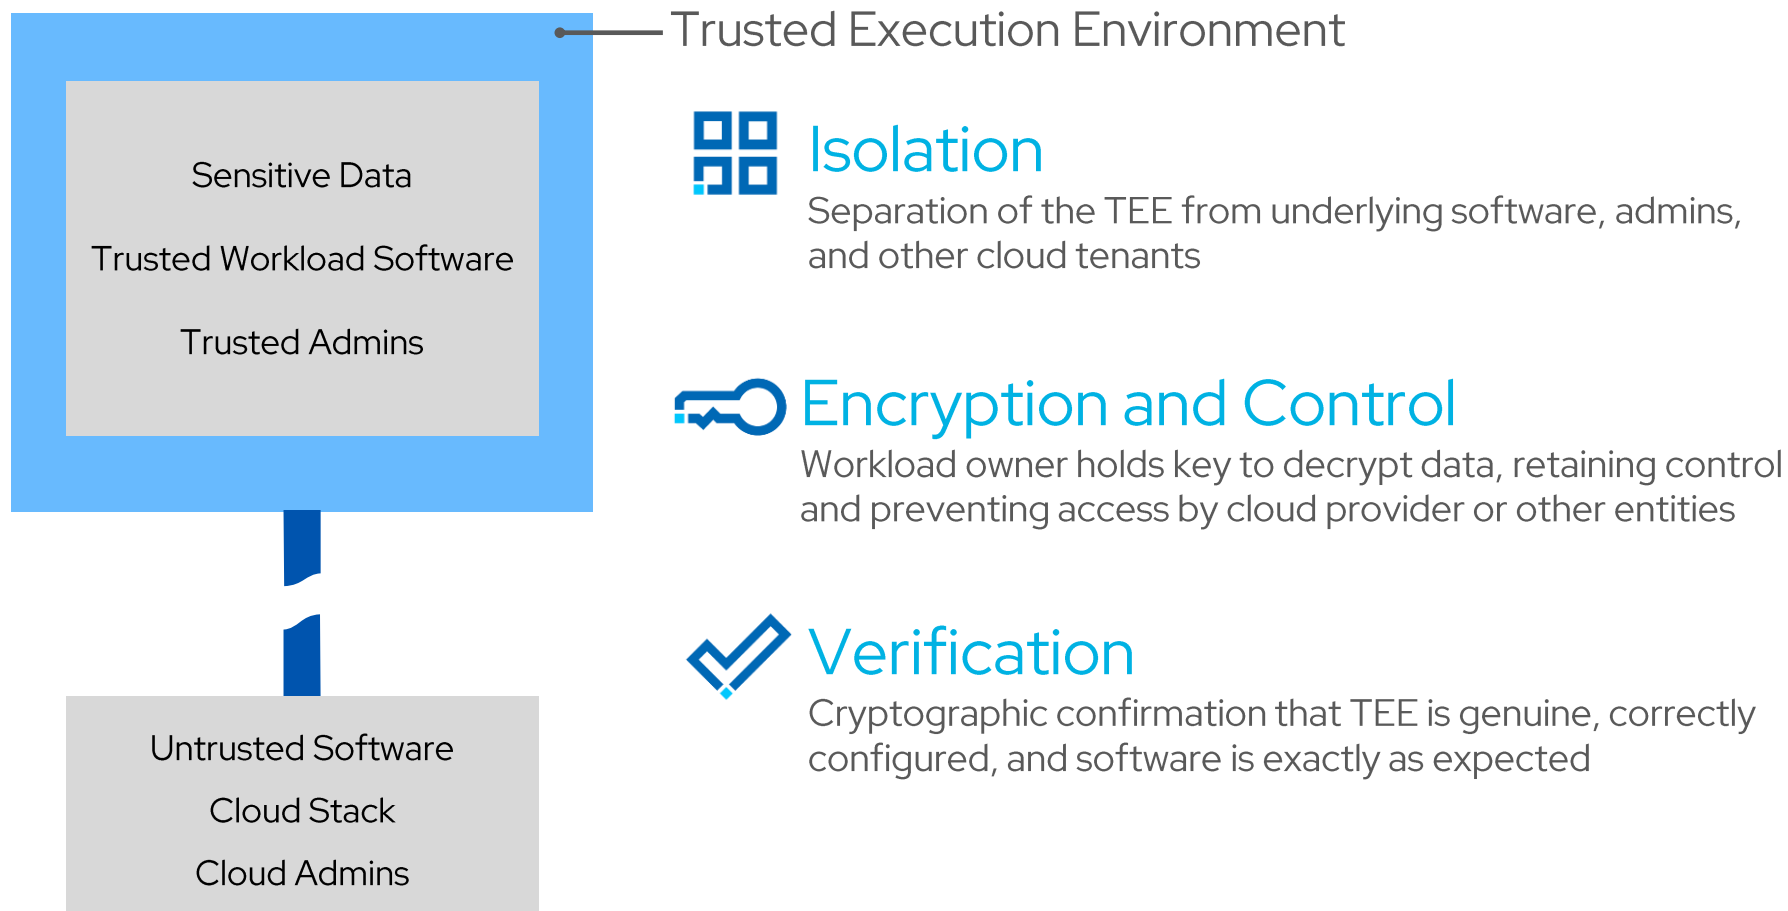 Trusted Execution Environment
Sensitive Data
Trusted Workload Software
Trusted Admins
Untrusted Software
Cloud Stack
Cloud Admins
Isolation
Separation of the TEE from underlying software, admins,
and other cloud tenants
Encryption and Control
Workload owner holds key to decrypt data, retaining control
and preventing access by cloud provider or other entities
Verification
Cryptographic confirmation that TEE is genuine, correctly
configured, and software is exactly as expected